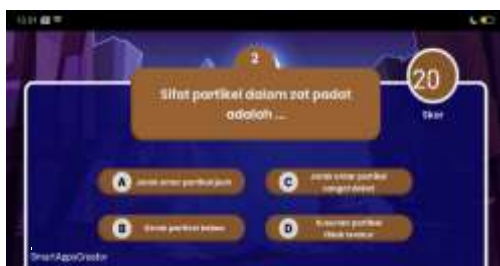 2
Sifat partikel dalam zat padat
adalah ...
20
Skor
A
Jarak antar partikel jauh
C
Jarak antar partikel
sangat dekat
B
Gerak partikel bebas
D
Susunan partikel
tidak teratur
SmartAppsCreator